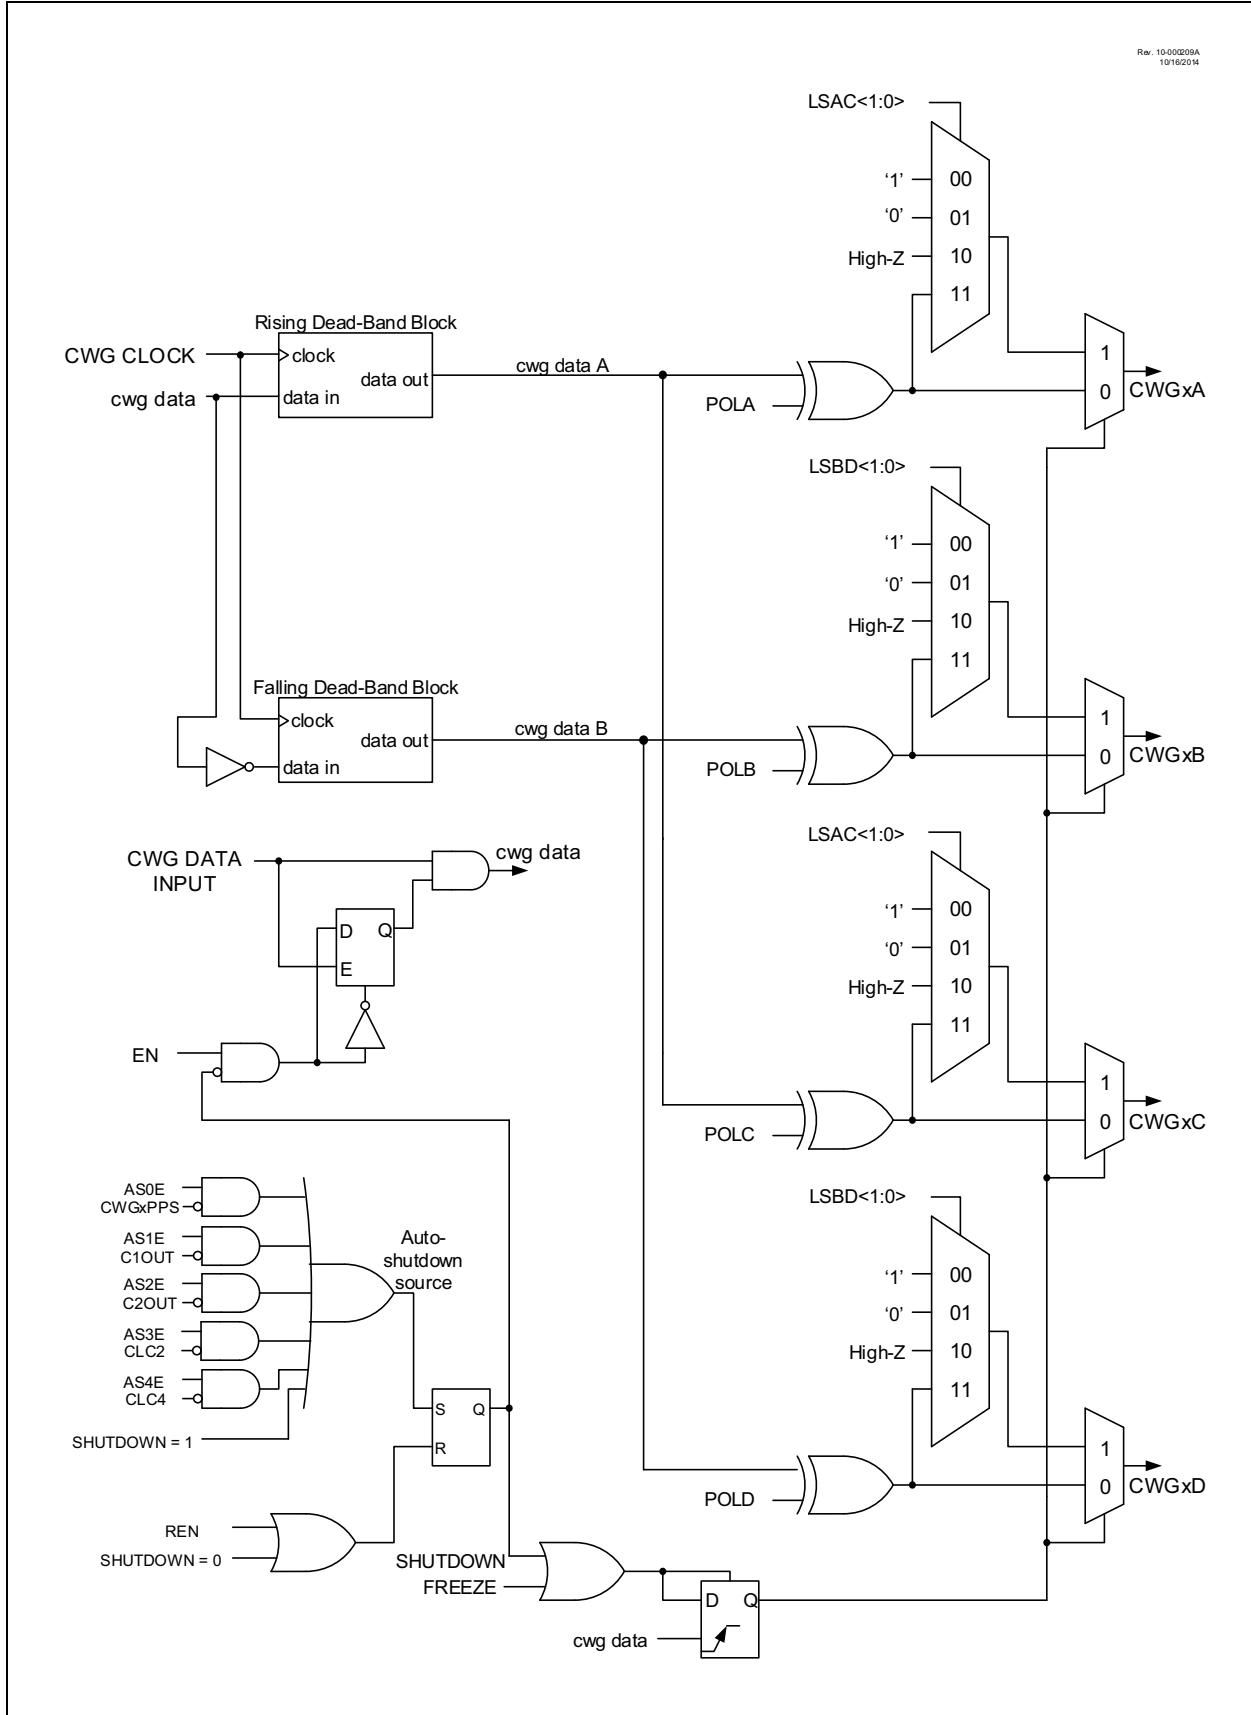 Rev. 10-000209A
10/16/2014
LSAC<1:0>
‘1’
00
‘0’
01
High-Z
10
11
Rising Dead-Band Block
CWG CLOCK
clock
cwg data
data in
data out
cwg data A
POLA
1
0
CWGxA
LSBD<1:0>
‘1’
00
‘0’
01
High-Z
10
11
Falling Dead-Band Block
clock
data out
data in
cwg data B
POLB
1
0
CWGxB
CWG DATA
INPUT
cwg data
D
Q
E
EN
LSAC<1:0>
‘1’
00
‘0’
01
High-Z
10
11
POLC
1
0
CWGxC
AS0E
CWGxPPS
AS1E
C1OUT
AS2E
C2OUT
AS3E
CLC2
AS4E
CLC4
SHUTDOWN = 1
Auto-
shutdown
source
S
Q
R
REN
SHUTDOWN = 0
LSBD<1:0>
‘1’
00
‘0’
01
High-Z
10
11
POLD
1
0
CWGxD
SHUTDOWN
FREEZE
D
Q
cwg data